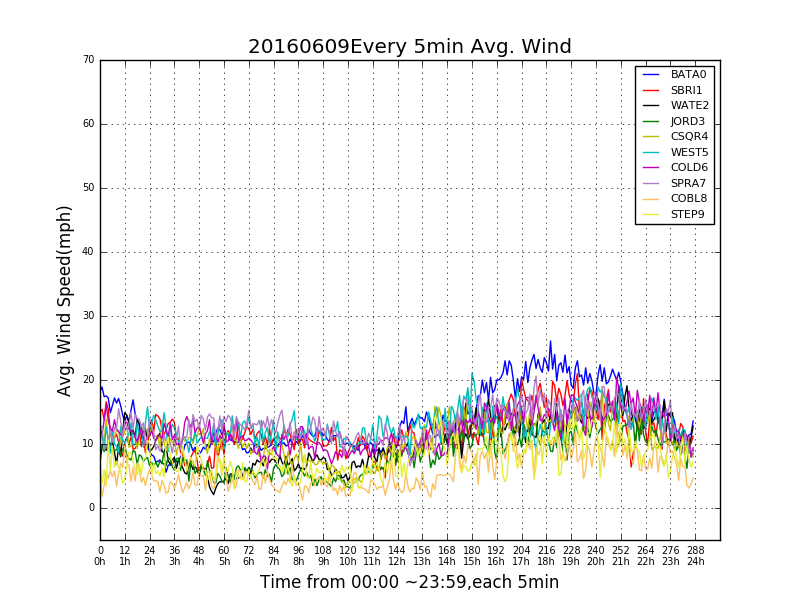 20160609Every 5min Avg. Wind
70
60
50
40
30
20
10
0
Avg. Wind Speed(mph)
BATA0
SBRI1
WATE2
JORD3
CSQR4
WEST5
COLD6
SPRA7
COBL8
STEP9
0 12 24 36 48 60 72 84 96 108 120 132 144 156 168 180 192 204 216 228 240 252 264 276 288
0h 1h 2h 3h 4h 5h 6h 7h 8h 9h 10h 11h 12h 13h 14h 15h 16h 17h 18h 19h 20h 21h 22h 23h 24h
Time from 00:00 ~23:59,each 5min